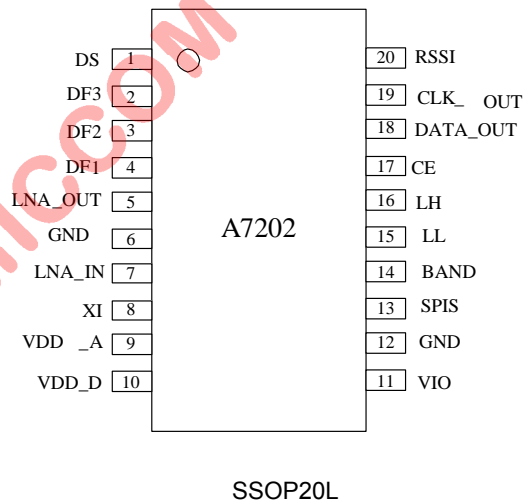 DS 1 20 RSSI
DF3 2 19 CLK_ OUT
DF2 3 18 DATA_OUT
DF1 4 17 CE
LNA_OUT 5 16 LH
GND 6 A7202 15 LL
LNA_IN 7 14 BAND
XI 8 13 SPIS
VDD _A 9 12 GND
VDD_D 10 11 VIO
SSOP20L
MICCOM